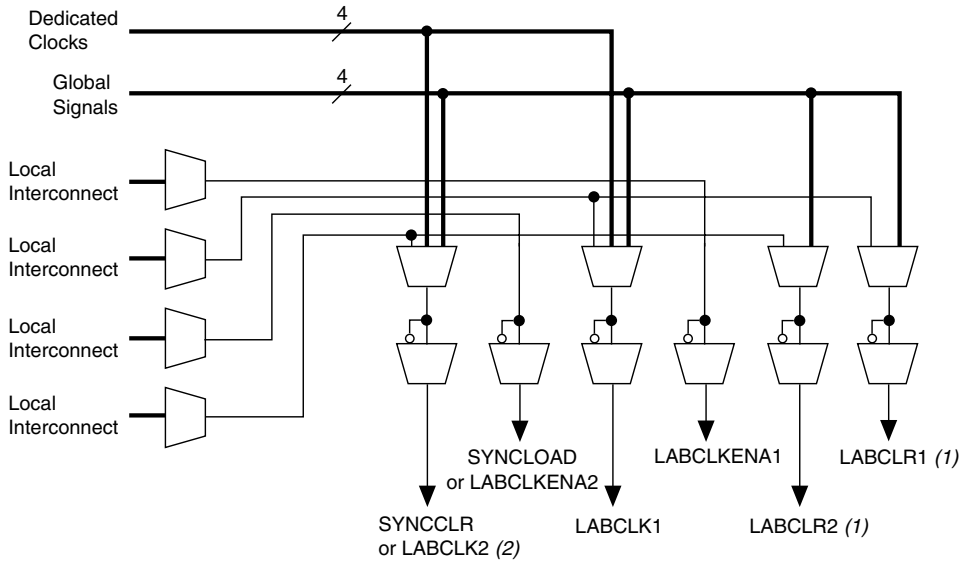 Dedicated
Clocks
4
Global
Signals
4
Local
Interconnect
Local
Interconnect
Local
Interconnect
Local
Interconnect
SYNCLOAD
or LABCLKENA2
LABCLKENA1
LABCLR1 (1)
SYNCCLR
or LABCLK2 (2)
LABCLK1
LABCLR2 (1)